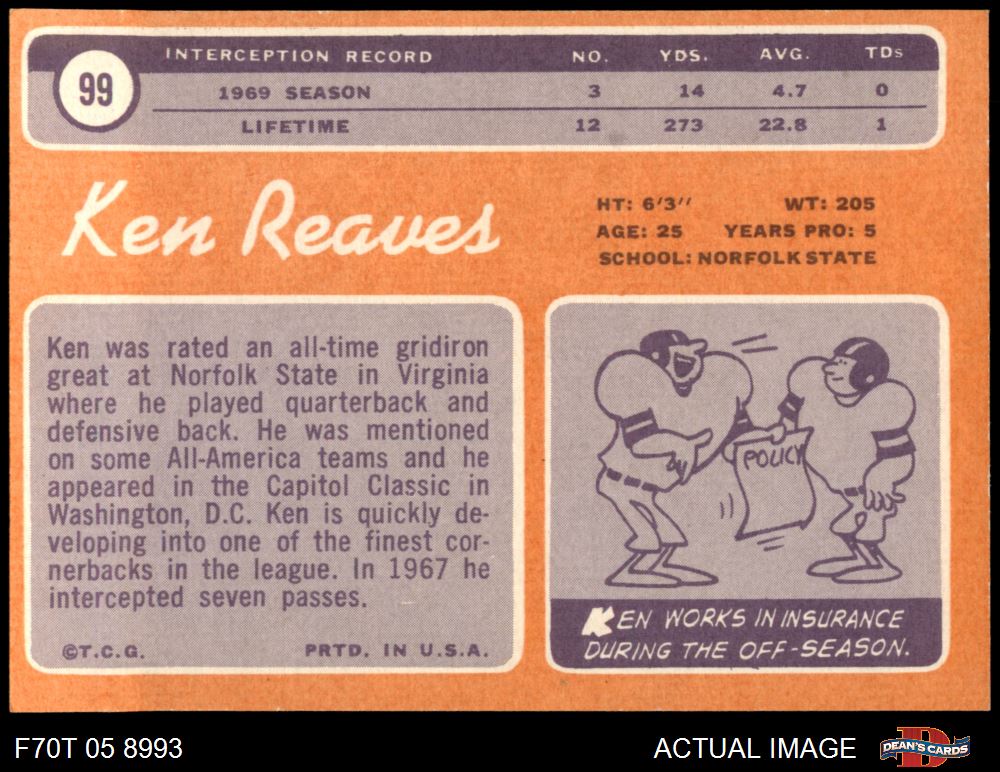 INTERCEPTION RECORD NO. YDS. AVG. TDs
99
1969 SEASON 3 14 4.7 0
LIFETIME 12 273 22.8 1
Ken Reaves
HT: 6'3" WT: 205
AGE: 25 YEARS PRO: 5
SCHOOL: NORFOLK STATE
Ken was rated an all-time gridiron
great at Norfolk State in Virginia
where he played quarterback and
defensive back. He was mentioned
on some All-America teams and he
appeared in the Capitol Classic in
Washington, D.C. Ken is quickly de-
veloping into one of the finest cor-
nerbacks in the league. In 1967 he
intercepted seven passes.
©T.C.G. PRTD. IN U.S.A.
POLICY
KEN WORKS IN INSURANCE
DURING THE OFF-SEASON.
F70T 05 8993 ACTUAL IMAGE D DEAN'S CARDS